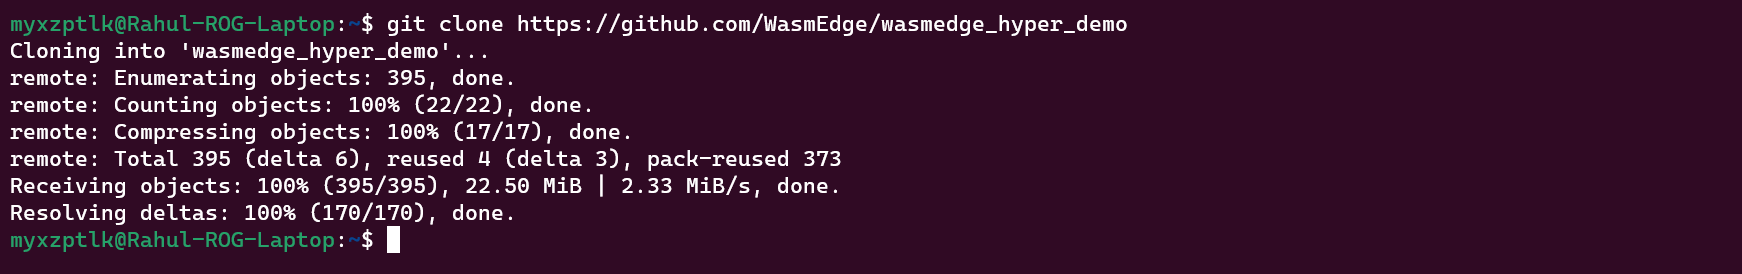 myxzptlk@Rahul-ROG-Laptop:~$ git clone https://github.com/WasmEdge/wasmedge_hyper_demo
Cloning into 'wasmedge_hyper_demo'...
remote: Enumerating objects: 395, done.
remote: Counting objects: 100% (22/22), done.
remote: Compressing objects: 100% (17/17), done.
remote: Total 395 (delta 6), reused 4 (delta 3), pack-reused 373
Receiving objects: 100% (395/395), 22.50 MiB | 2.33 MiB/s, done.
Resolving deltas: 100% (170/170), done.
myxzptlk@Rahul-ROG-Laptop:~$